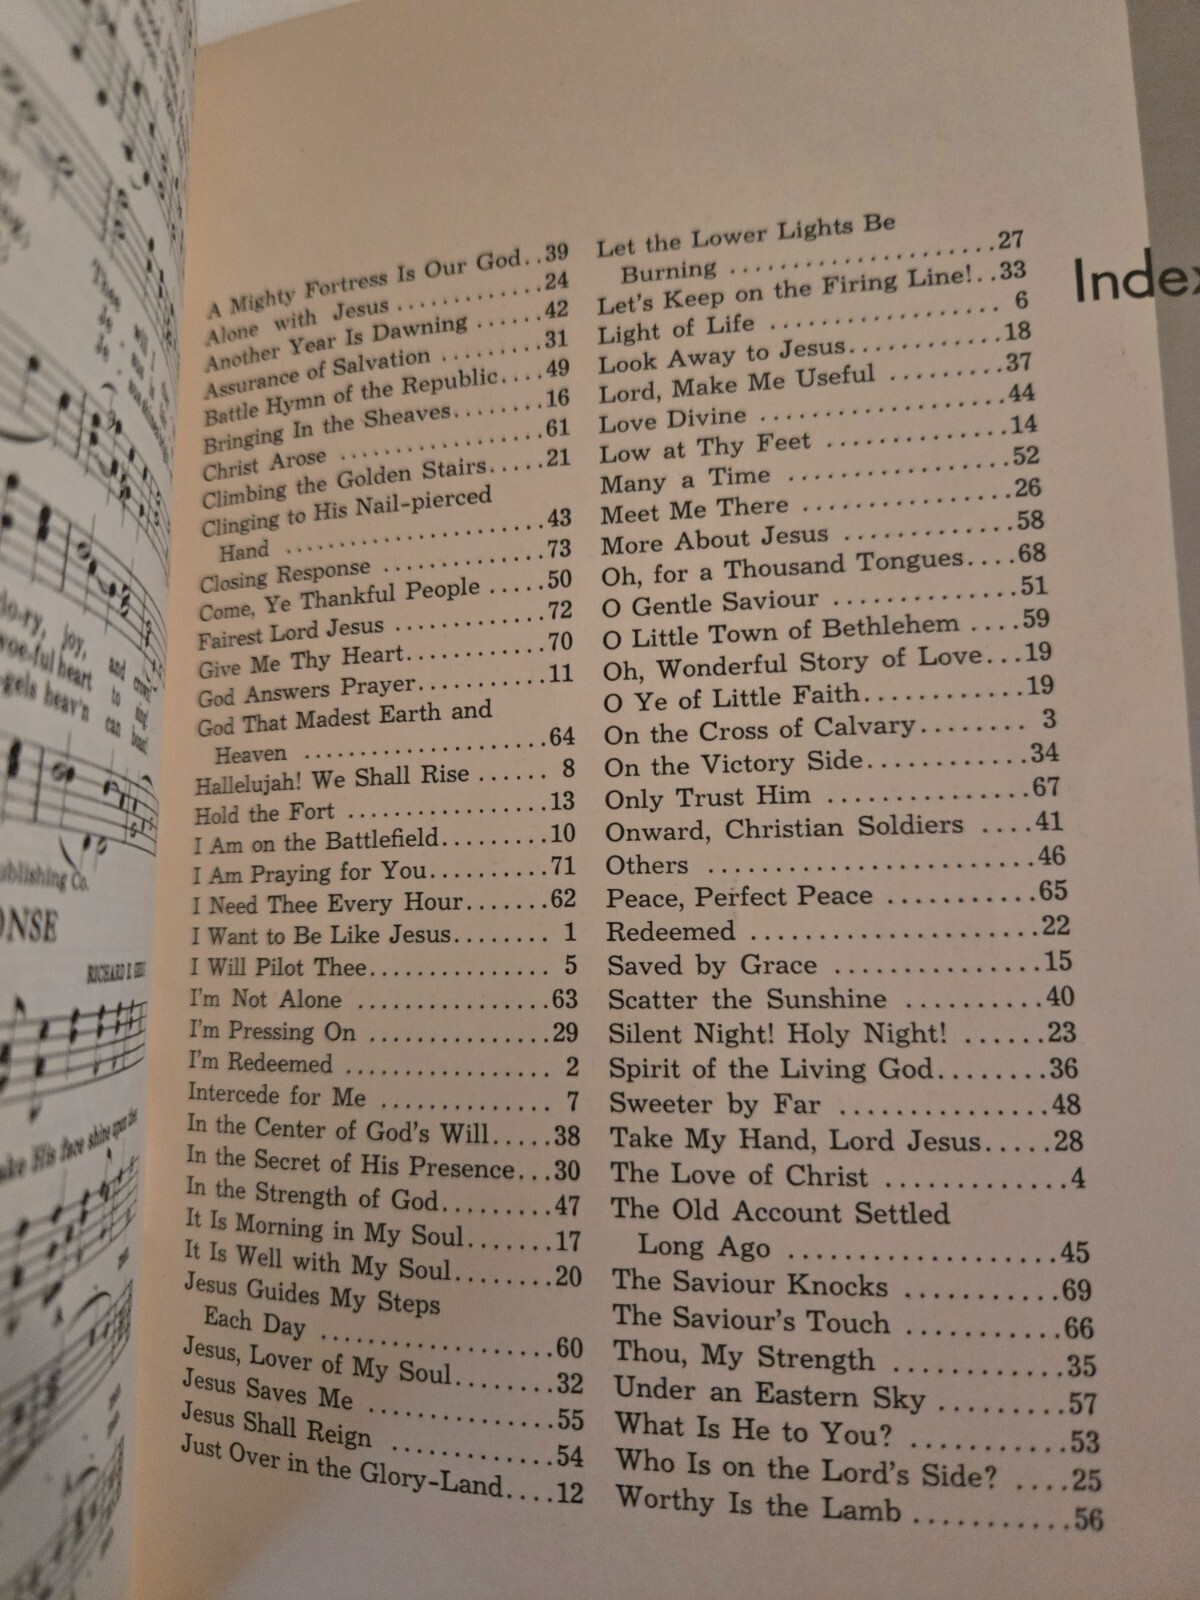 Index
A Mighty Fortress Is Our God..39
Alone with Jesus ............24
Another Year Is Dawning ......42
Assurance of Salvation .........31
Battle Hymn of the Republic....49
Bringing In the Sheaves........16
Christ Arose ..................61
Climbing the Golden Stairs.....21
Clinging to His Nail-pierced
Hand ......................43
Closing Response ..............73
Come, Ye Thankful People .....50
Fairest Lord Jesus ............72
Give Me Thy Heart...........70
God Answers Prayer..........11
God That Madest Earth and
Heaven .....................64
Hallelujah! We Shall Rise ...... 8
Hold the Fort ................13
I Am on the Battlefield........10
I Am Praying for You.........71
I Need Thee Every Hour.......62
I Want to Be Like Jesus........ 1
I Will Pilot Thee.............. 5
I'm Not Alone ................63
I'm Pressing On ..............29
I'm Redeemed ................ 2
Intercede for Me ............. 7
In the Center of God's Will.....38
In the Secret of His Presence...30
In the Strength of God.........47
It Is Morning in My Soul.......17
It Is Well with My Soul........20
Jesus Guides My Steps
Each Day ..................60
Jesus, Lover of My Soul........32
Jesus Saves Me ..............55
Jesus Shall Reign ............54
Just Over in the Glory-Land....12
Let the Lower Lights Be
Burning ....................27
Let's Keep on the Firing Line!..33
Light of Life .................. 6
Look Away to Jesus............18
Lord, Make Me Useful .........37
Love Divine ...................44
Low at Thy Feet ..............14
Many a Time .................52
Meet Me There ...............26
More About Jesus ............58
Oh, for a Thousand Tongues....68
O Gentle Saviour .............51
O Little Town of Bethlehem ....59
Oh, Wonderful Story of Love...19
O Ye of Little Faith............19
On the Cross of Calvary........ 3
On the Victory Side............34
Only Trust Him ...............67
Onward, Christian Soldiers ....41
Others ........................46
Peace, Perfect Peace ...........65
Redeemed .....................22
Saved by Grace ...............15
Scatter the Sunshine ..........40
Silent Night! Holy Night! ......23
Spirit of the Living God........36
Sweeter by Far ...............48
Take My Hand, Lord Jesus.....28
The Love of Christ .............4
The Old Account Settled
Long Ago ...................45
The Saviour Knocks ...........69
The Saviour's Touch ...........66
Thou, My Strength ............35
Under an Eastern Sky .........57
What Is He to You? ...........53
Who Is on the Lord's Side? ....25
Worthy Is the Lamb ...........56
joy, and
heart to
heav'n can
Co.
RICHARD
His face shine upon